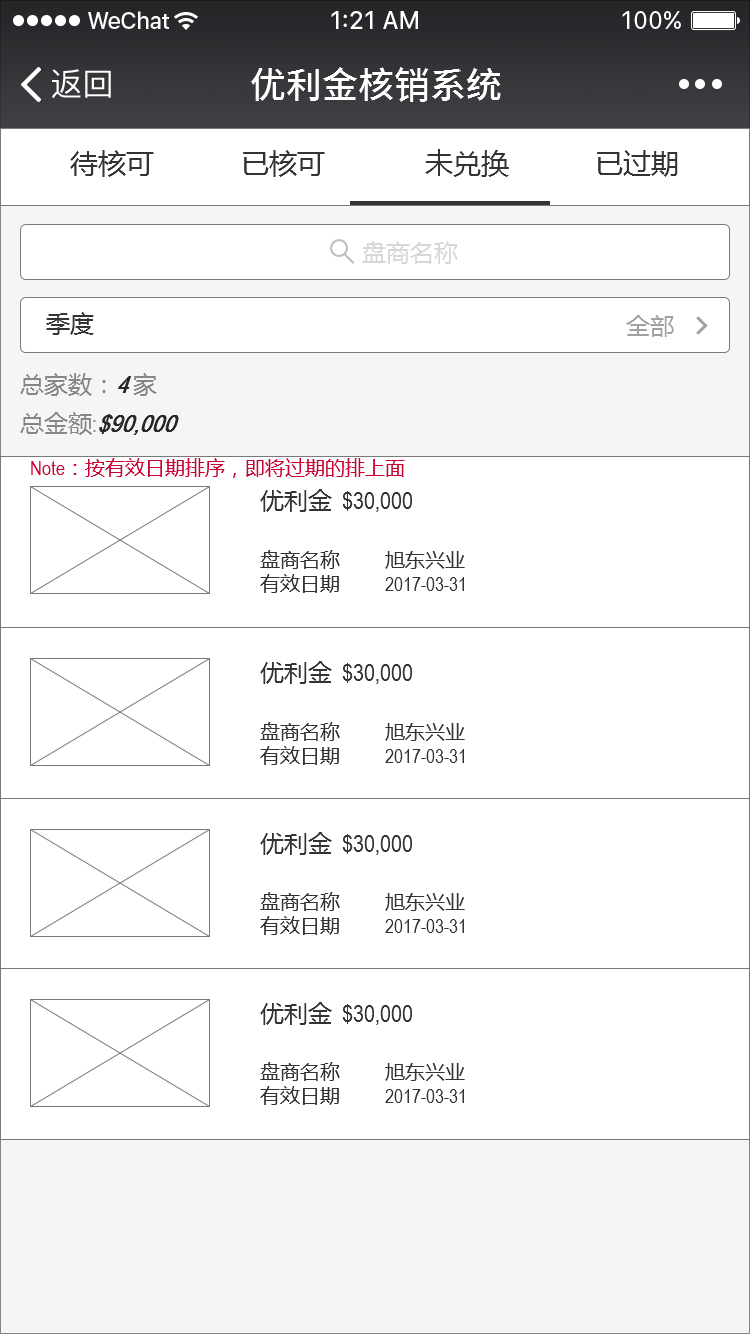 WeChat 1:21 AM 100%
返回 优利金核销系统
待核可 已核可 未兑换 已过期
盘商名称
季度 全部
总家数：4家
总金额:$90,000
Note：按有效日期排序，即将过期的排上面
优利金 $30,000
盘商名称 旭东兴业
有效日期 2017-03-31
优利金 $30,000
盘商名称 旭东兴业
有效日期 2017-03-31
优利金 $30,000
盘商名称 旭东兴业
有效日期 2017-03-31
优利金 $30,000
盘商名称 旭东兴业
有效日期 2017-03-31